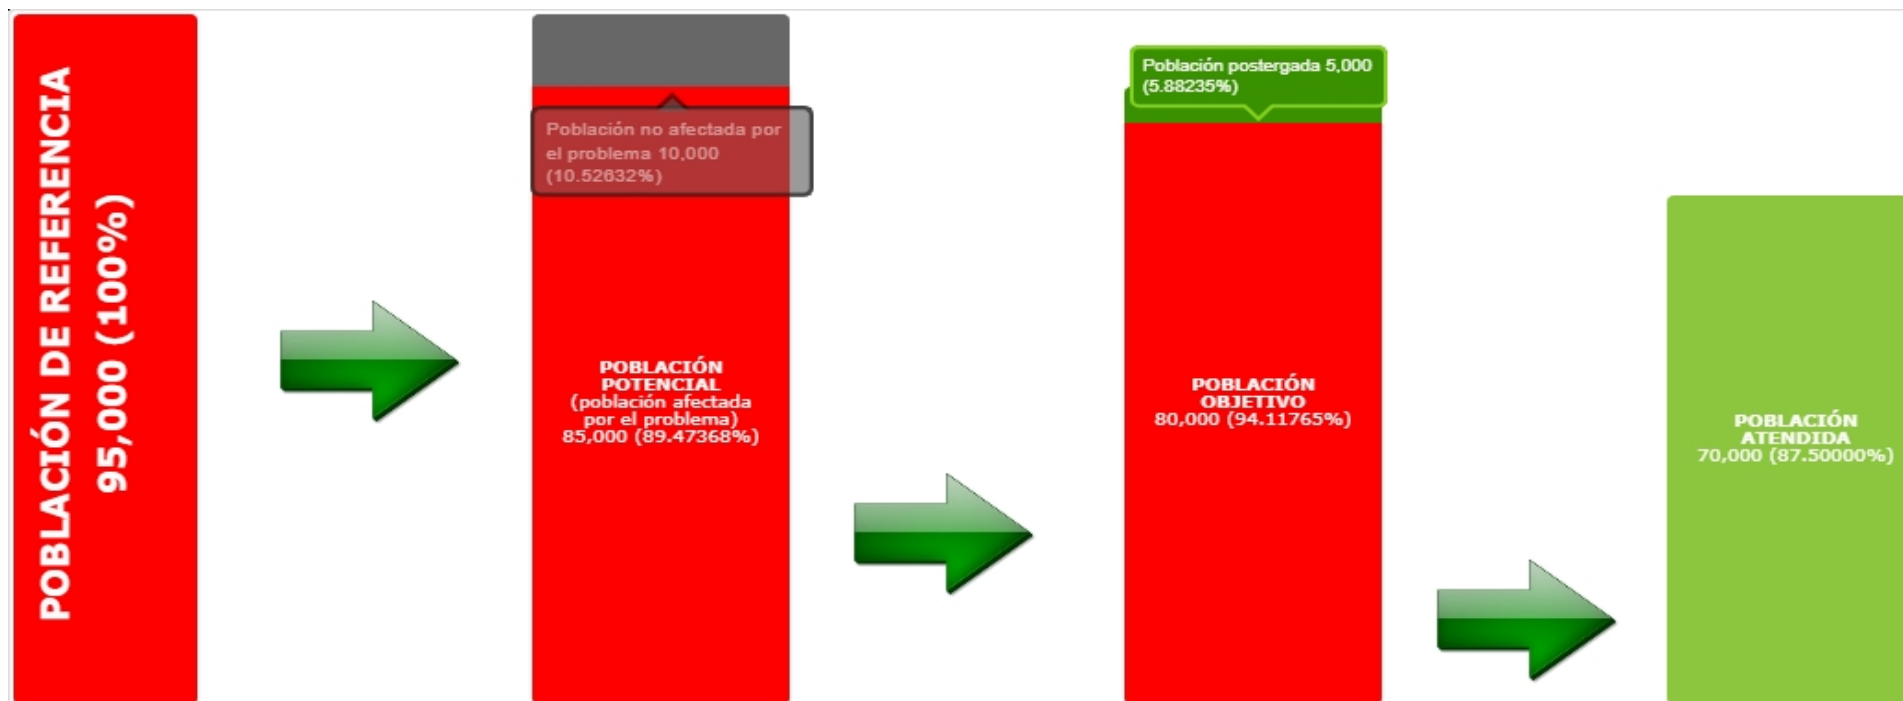 POBLACIÓN DE REFERENCIA
95,000 (100%)
Población no afectada por
el problema 10,000
(10.52632%)
POBLACIÓN
POTENCIAL
(población afectada
por el problema)
85,000 (89.47368%)
Población postergada 5,000
(5.88235%)
POBLACIÓN
OBJETIVO
80,000 (94.11765%)
POBLACIÓN
ATENDIDA
70,000 (87.50000%)